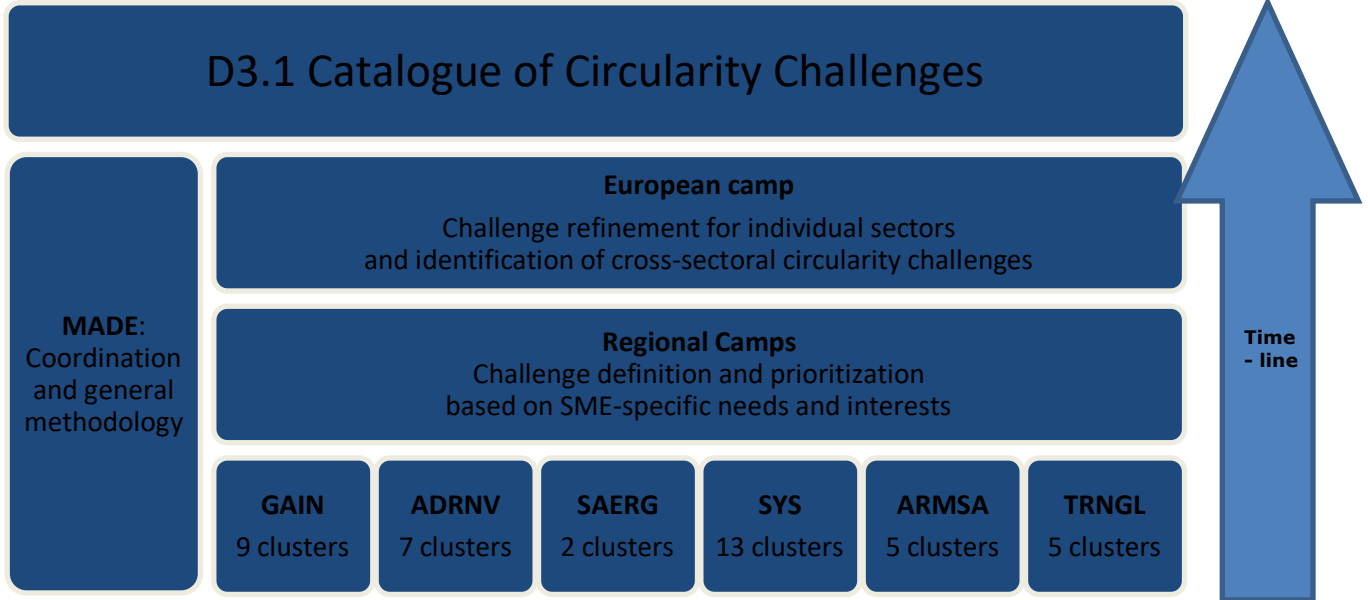 D3.1 Catalogue of Circularity Challenges
European camp
Challenge refinement for individual sectors
and identification of cross-sectoral circularity challenges
MADE:
Coordination
and general
methodology
Regional Camps
Challenge definition and prioritization
based on SME-specific needs and interests
GAIN
9 clusters
ADRNV
7 clusters
SAERG
2 clusters
SYS
13 clusters
ARMSA
5 clusters
TRNGL
5 clusters
Time
- line